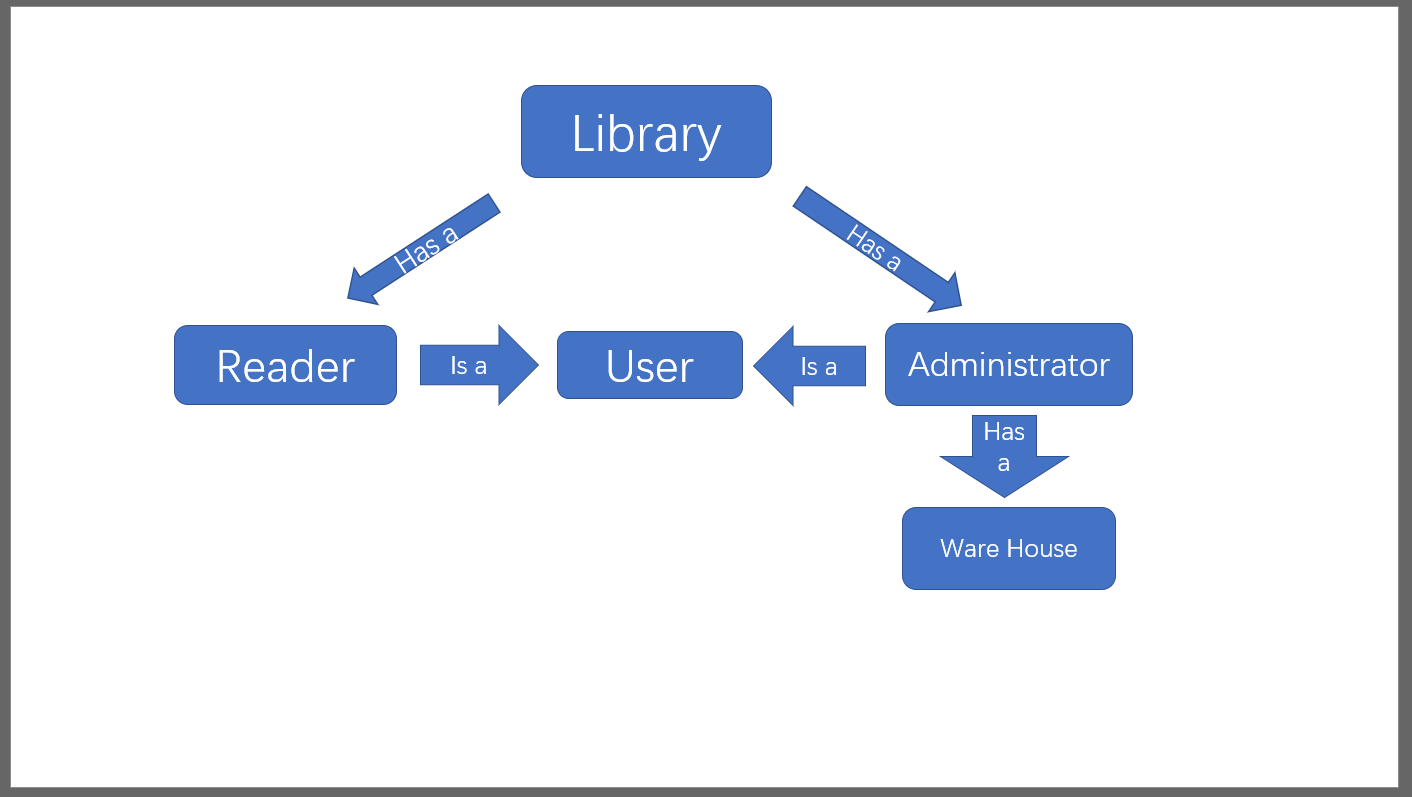 Library
Has a
Has a
Reader
Is a
User
Is a
Administrator
Has
a
Ware House